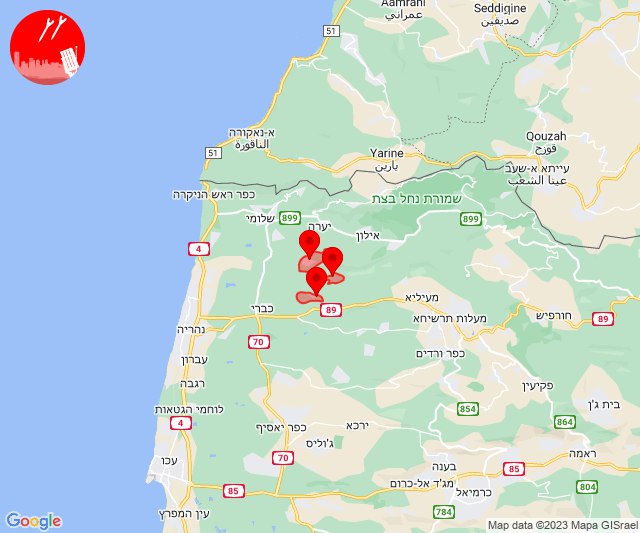 Aamrani
عمراني
Seddigine
صديقين
51
א-נאקורה
الناقورة
51
Yarine
يارين
Qouzah
قوزح
עייתא א-שעב
عيتا الشعب
כפר ראש הניקרה
שמורת נחל בצת
899
שלומי
יערה
אילון
899
4
מעיליא
כברי
89
מעלות תרשיחא
חורפיש
89
נהריה
70
כפר ורדים
עברון
רגבה
פקיעין
לוחמי הגטאות
854
בית ג'ן
4
כפר יאסיף
ירכא
864
ג'וליס
עכו
70
ראמה
בענה
85
85
מג'ד אל-כרום
כרמיאל
804
עין המפרץ
784
Google
Map data ©2023 Mapa GISrael